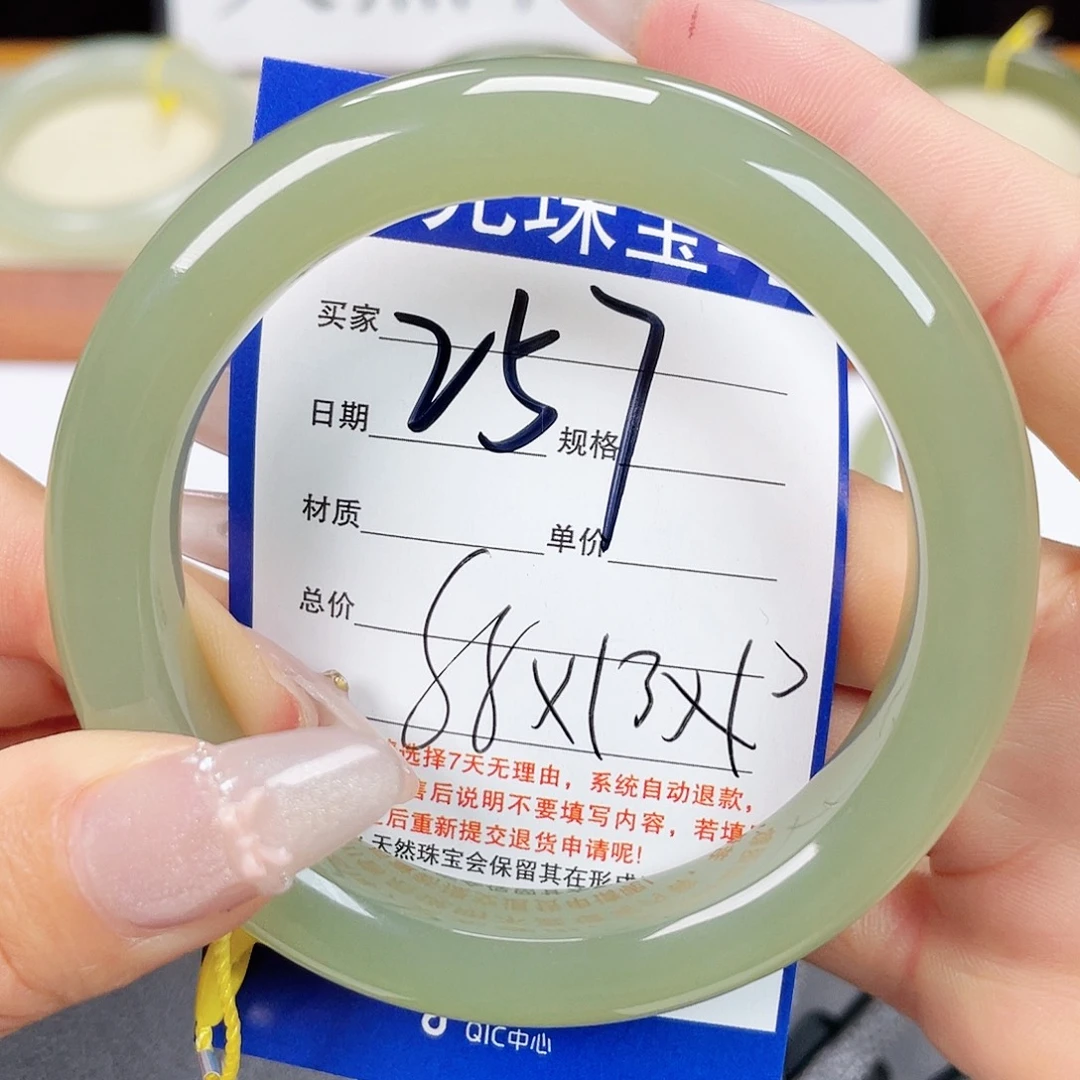 元珠宝
买家
257
日期 规格
材质 单价
总价
58x13x13
选择7天无理由，系统自动退款，
售后说明不要填写内容，若填
后重新提交退货申请呢!
天然珠宝会保留其在形成
QIC中心